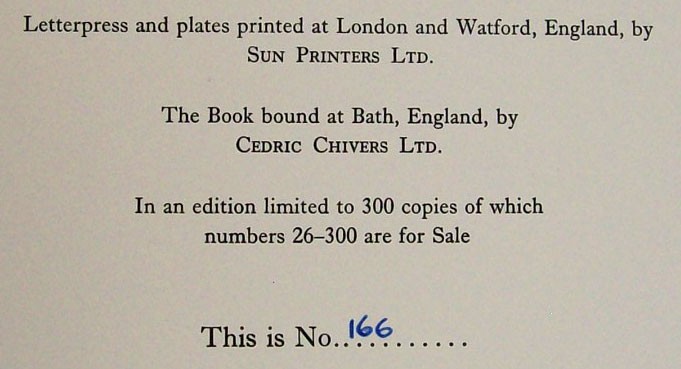 Letterpress and plates printed at London and Watford, England, by
SUN PRINTERS LTD.
The Book bound at Bath, England, by
CEDRIC CHIVERS LTD.
In an edition limited to 300 copies of which
numbers 26–300 are for Sale
This is No..166...........